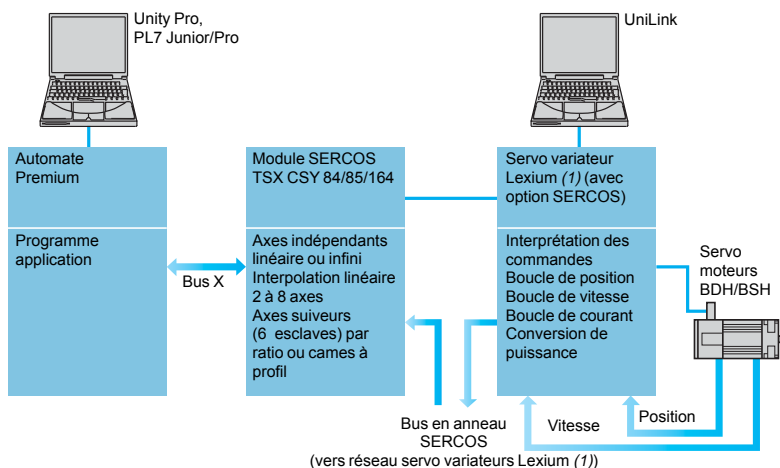 Unity Pro,
PL7 Junior/Pro
UniLink
Automate
Premium
Module SERCOS
TSX CSY 84/85/164
Servo variateur
Lexium (1) (avec
option SERCOS)
Programme
application
Bus X
Axes indépendants
linéaire ou infini
Interpolation linéaire
2 à 8 axes
Axes suiveurs
(6 esclaves) par
ratio ou cames à
profil
Interprétation des
commandes
Boucle de position
Boucle de vitesse
Boucle de courant
Conversion de
puissance
Servo
moteurs
BDH/BSH
Bus en anneau
SERCOS
(vers réseau servo variateurs Lexium (1))
Vitesse
Position